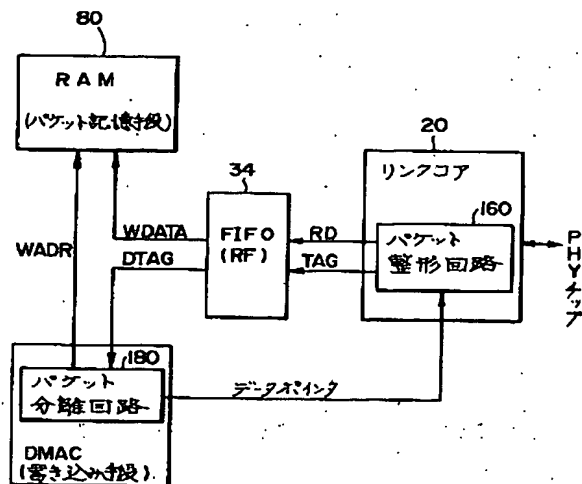 80
RAM
(パケット記憶手段)
20
リンクコア
34
160
FIFO
(RF)
WDATA
DTAG
RD
TAG
WADR
パケット
整形回路
PHYチップ
180
パケット
分離回路
データポインタ
DMAC
(書き込み手段)